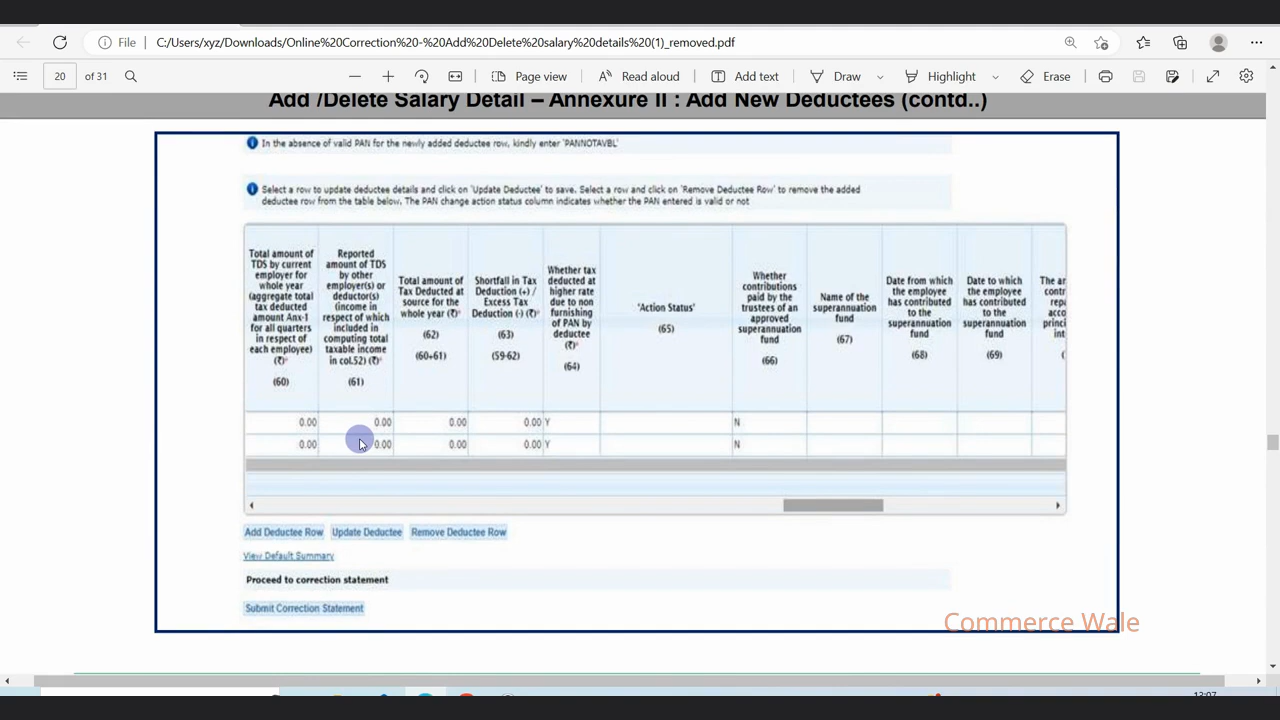 File
C:/Users/xyz/Downloads/Online%20Correction%20-%20Add%20Delete%20salary%20details%20(1)_removed.pdf
20
of 31
Page view
Read aloud
Add text
Draw
Highlight
Erase
Add /Delete Salary Detail – Annexure II : Add New Deductees (contd..)
In the absence of valid PAN for the newly added deductee row, kindly enter 'PANNOTAVBL'
Select a row to update deductee details and click on 'Update Deductee' to save. Select a row and click on 'Remove Deductee Row' to remove the added
deductee row from the table below. The PAN change action status column indicates whether the PAN entered is valid or not
Total amount of
TDS by current
employer for
whole year
(aggregate total
tax deducted
amount Anx-1
for all quarters
in respect of
each employee)
(₹)*
(60)
Reported
amount of TDS
by other
employer(s) or
deductor(s)
(income in
respect of which
included in
computing total
taxable income
in col.52) (₹)*
(61)
Total amount of
Tax Deducted at
source for the
whole year (₹)*
(62)
(60+61)
Shortfall in Tax
Deduction (+) /
Excess Tax
Deduction (-) (₹)*
(63)
(59-62)
Whether tax
deducted at
higher rate
due to non
furnishing
of PAN by
deductee
(₹)*
(64)
'Action Status'
(65)
Whether
contributions
paid by the
trustees of an
approved
superannuation
fund
(66)
Name of the
superannuation
fund
(67)
Date from which
the employee
has contributed
to the
superannuation
fund
(68)
Date to which
the employee
has contributed
to the
superannuation
fund
(69)
The ar
contr
repa
acco
princi
int
(
0.00 0.00 0.00 0.00 Y N
0.00 0.00 0.00 0.00 Y N
Add Deductee Row Update Deductee Remove Deductee Row
View Default Summary
Proceed to correction statement
Submit Correction Statement
Commerce Wale